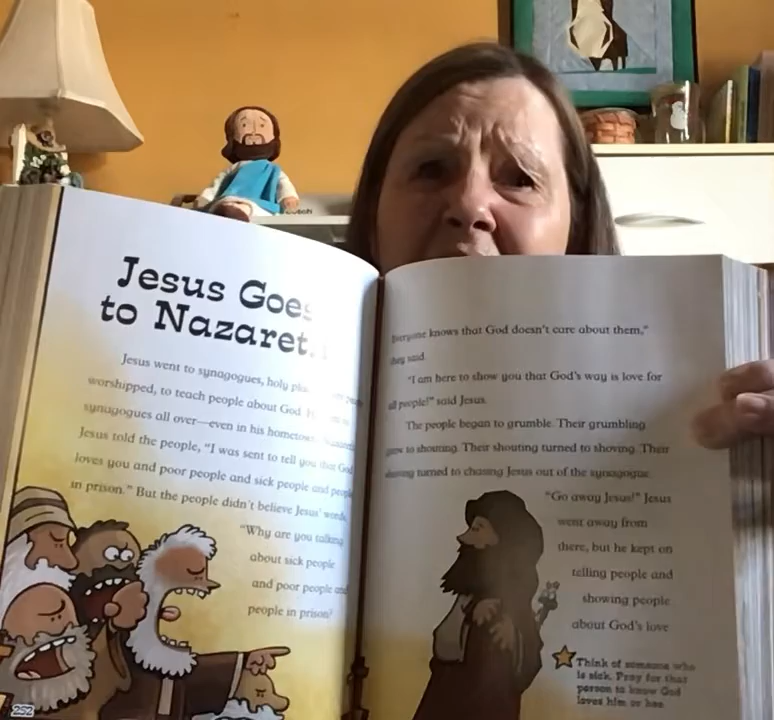 Jesus Goes
to Nazaret
Jesus went to synagogues, holy
worshipped, to teach people about God
synagogues all over—even in his hometown
Jesus told the people, "I was sent to tell you that God
loves you and poor people and sick people and people
in prison." But the people didn't believe Jesus' words.
"Why are you talking
about sick people
and poor people and
people in prison?
252
Everyone knows that God doesn't care about them,"
they said.
"I am here to show you that God's way is love for
all people!" said Jesus.
The people began to grumble. Their grumbling
grew to shouting. Their shouting turned to shoving. Their
shoving turned to chasing Jesus out of the synagogue.
"Go away Jesus!" Jesus
went away from
there, but he kept on
telling people and
showing people
about God's love
Think of someone who
is sick. Pray for that
person to know God
loves him or her